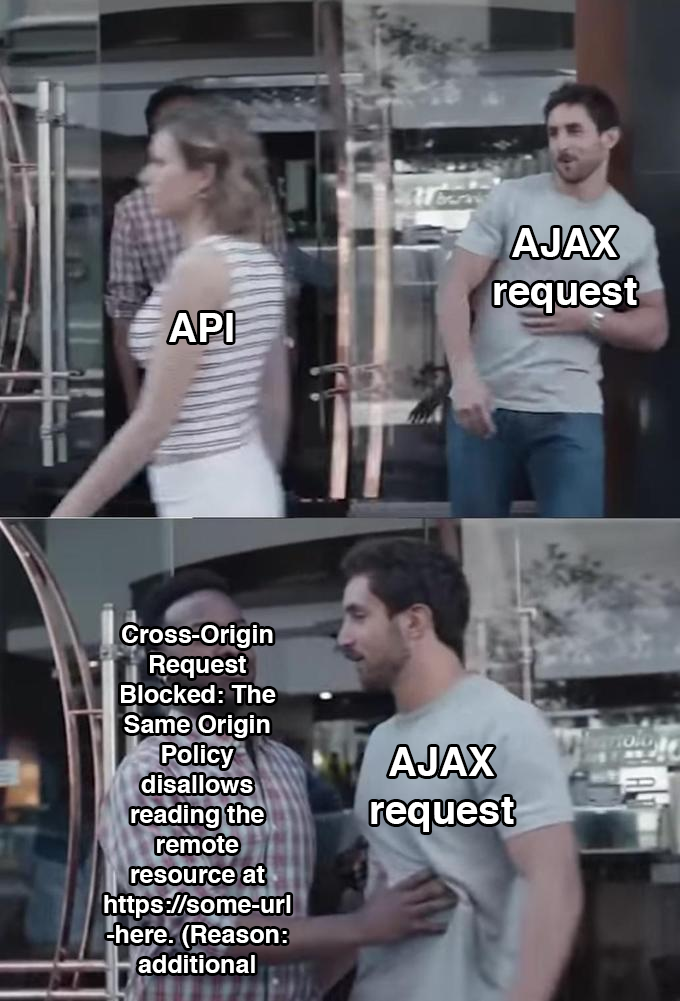 API
AJAX
request
Cross-Origin
Request
Blocked: The
Same Origin
Policy
disallows
reading the
remote
resource at
https://some-url
-here. (Reason:
additional
AJAX
request